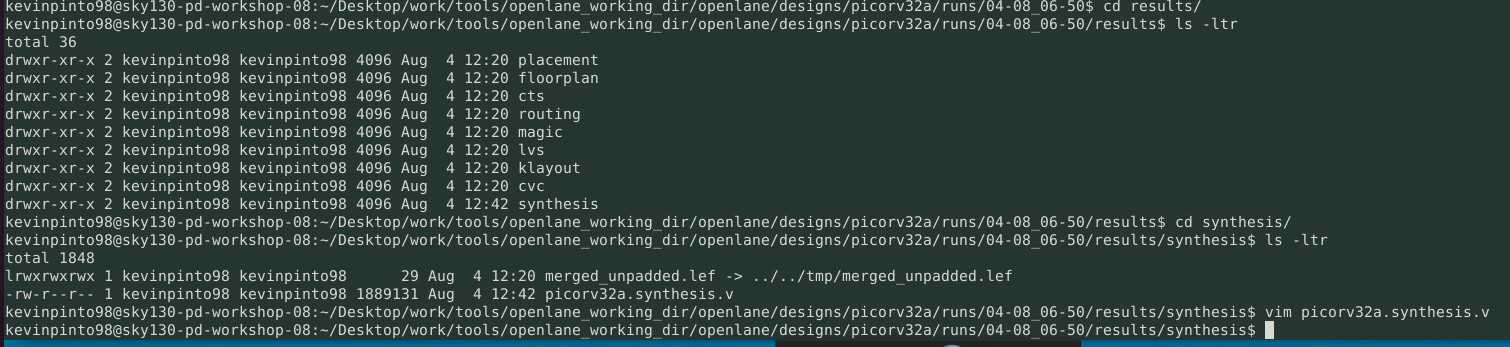 kevinpinto98@sky130-pd-workshop-08:~/Desktop/work/tools/openlane_working_dir/openlane/designs/picorv32a/runs/04-08_06-50$ cd results/
kevinpinto98@sky130-pd-workshop-08:~/Desktop/work/tools/openlane_working_dir/openlane/designs/picorv32a/runs/04-08_06-50/results$ ls -ltr
total 36
drwxr-xr-x 2 kevinpinto98 kevinpinto98 4096 Aug  4 12:20 placement
drwxr-xr-x 2 kevinpinto98 kevinpinto98 4096 Aug  4 12:20 floorplan
drwxr-xr-x 2 kevinpinto98 kevinpinto98 4096 Aug  4 12:20 cts
drwxr-xr-x 2 kevinpinto98 kevinpinto98 4096 Aug  4 12:20 routing
drwxr-xr-x 2 kevinpinto98 kevinpinto98 4096 Aug  4 12:20 magic
drwxr-xr-x 2 kevinpinto98 kevinpinto98 4096 Aug  4 12:20 lvs
drwxr-xr-x 2 kevinpinto98 kevinpinto98 4096 Aug  4 12:20 klayout
drwxr-xr-x 2 kevinpinto98 kevinpinto98 4096 Aug  4 12:20 cvc
drwxr-xr-x 2 kevinpinto98 kevinpinto98 4096 Aug  4 12:42 synthesis
kevinpinto98@sky130-pd-workshop-08:~/Desktop/work/tools/openlane_working_dir/openlane/designs/picorv32a/runs/04-08_06-50/results$ cd synthesis/
kevinpinto98@sky130-pd-workshop-08:~/Desktop/work/tools/openlane_working_dir/openlane/designs/picorv32a/runs/04-08_06-50/results/synthesis$ ls -ltr
total 1848
lrwxrwxrwx 1 kevinpinto98 kevinpinto98      29 Aug  4 12:20 merged_unpadded.lef -> ../../tmp/merged_unpadded.lef
-rw-r--r-- 1 kevinpinto98 kevinpinto98 1889131 Aug  4 12:42 picorv32a.synthesis.v
kevinpinto98@sky130-pd-workshop-08:~/Desktop/work/tools/openlane_working_dir/openlane/designs/picorv32a/runs/04-08_06-50/results/synthesis$ vim picorv32a.synthesis.v
kevinpinto98@sky130-pd-workshop-08:~/Desktop/work/tools/openlane_working_dir/openlane/designs/picorv32a/runs/04-08_06-50/results/synthesis$